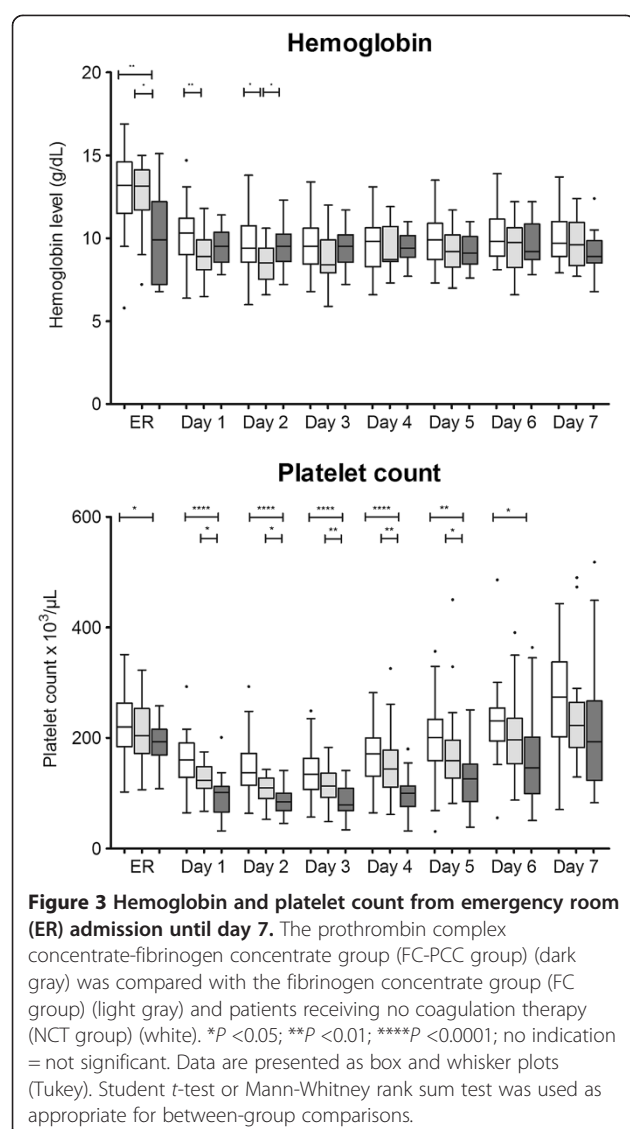 Hemoglobin
Hemoglobin level (g/dL)
20
15
10
5
0
** 
*
**
*
*
ER Day 1 Day 2 Day 3 Day 4 Day 5 Day 6 Day 7
Platelet count
Platelet count x 10³/µL
600
400
200
0
* **** **** **** **** ** *
* * ** ** *
ER Day 1 Day 2 Day 3 Day 4 Day 5 Day 6 Day 7
Figure 3 Hemoglobin and platelet count from emergency room
(ER) admission until day 7. The prothrombin complex
concentrate-fibrinogen concentrate group (FC-PCC group) (dark
gray) was compared with the fibrinogen concentrate group (FC
group) (light gray) and patients receiving no coagulation therapy
(NCT group) (white). *P <0.05; **P <0.01; ****P <0.0001; no indication
= not significant. Data are presented as box and whisker plots
(Tukey). Student t-test or Mann-Whitney rank sum test was used as
appropriate for between-group comparisons.